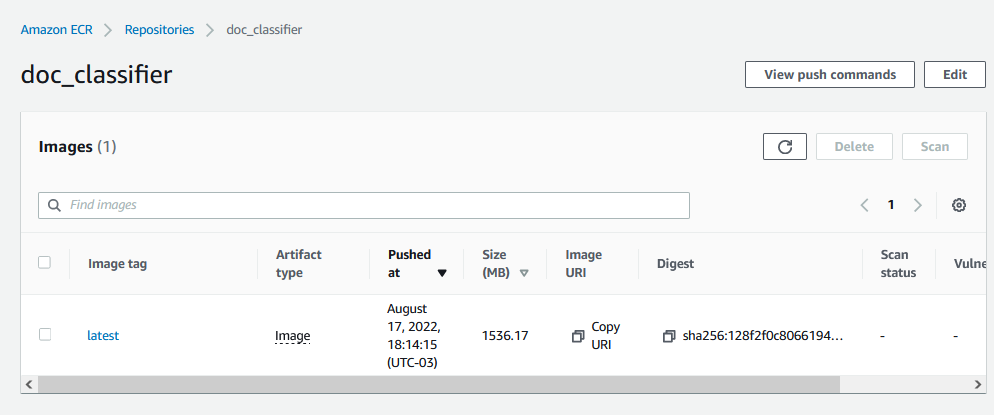 Amazon ECR > Repositories > doc_classifier
doc_classifier
View push commands
Edit
Images (1)
Delete
Scan
Find images
1
Image tag
Artifact type
Pushed at
Size (MB)
Image URI
Digest
Scan status
Vulne
latest
Image
August 17, 2022, 18:14:15 (UTC-03)
1536.17
Copy URI
sha256:128f2f0c8066194...
-
-